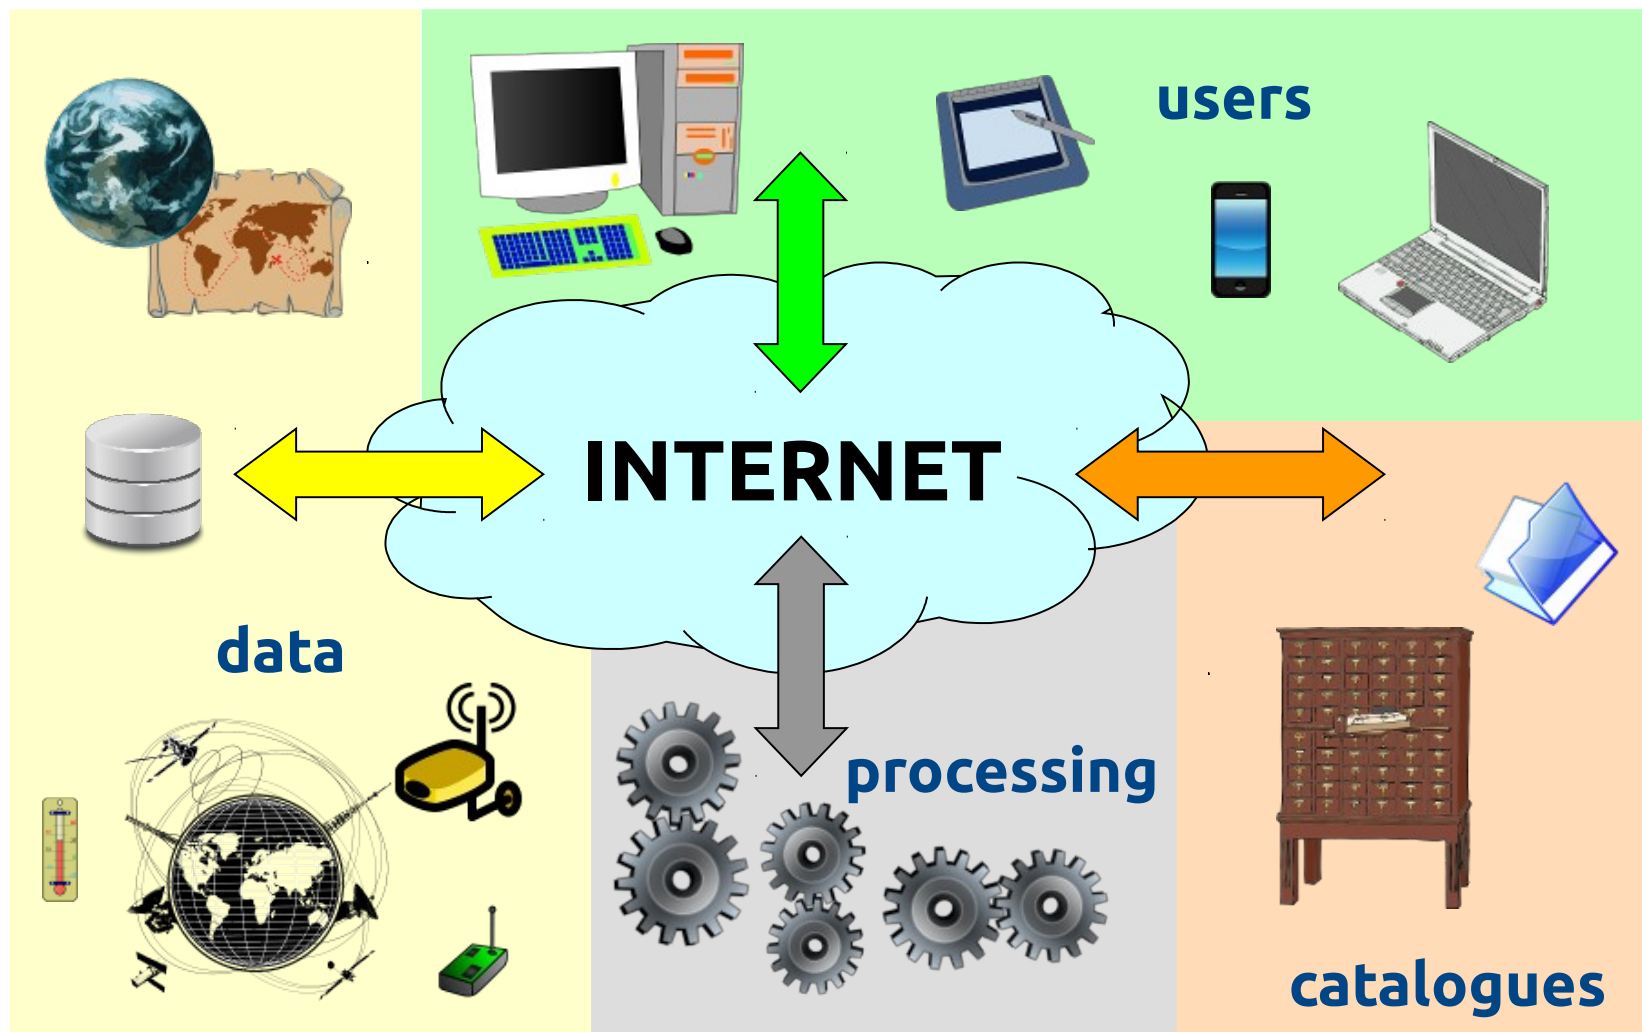 users
INTERNET
data
processing
catalogues